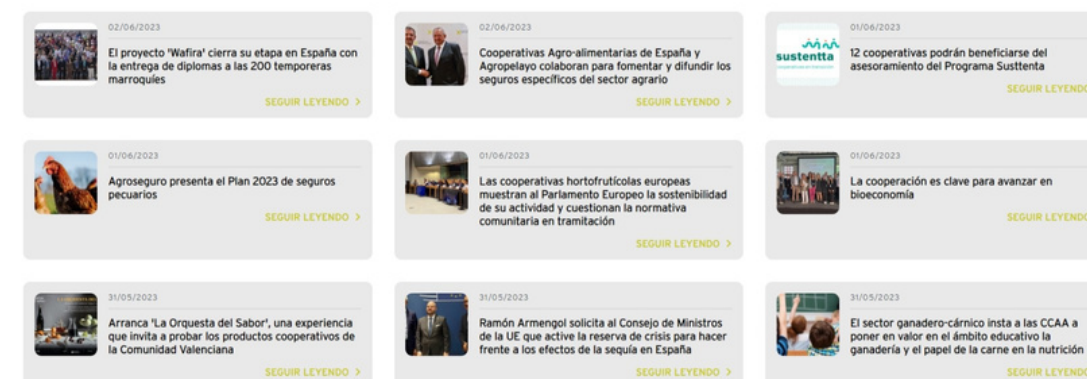 02/06/2023
El proyecto 'Wafira' cierra su etapa en España con
la entrega de diplomas a las 200 temporeras
marroquíes
SEGUIR LEYENDO >
02/06/2023
Cooperativas Agro-alimentarias de España y
Agropelayo colaboran para fomentar y difundir los
seguros específicos del sector agrario
SEGUIR LEYENDO >
sustentta
01/06/2023
12 cooperativas podrán beneficiarse del
asesoramiento del Programa Susttenta
SEGUIR LEYENDO
01/06/2023
Agroseguro presenta el Plan 2023 de seguros
pecuarios
SEGUIR LEYENDO >
01/06/2023
Las cooperativas hortofrutícolas europeas
muestran al Parlamento Europeo la sostenibilidad
de su actividad y cuestionan la normativa
comunitaria en tramitación
SEGUIR LEYENDO >
01/06/2023
La cooperación es clave para avanzar en
bioeconomía
SEGUIR LEYENDO
31/05/2023
Arranca 'La Orquesta del Sabor', una experiencia
que invita a probar los productos cooperativos de
la Comunidad Valenciana
SEGUIR LEYENDO >
31/05/2023
Ramón Armengol solicita al Consejo de Ministros
de la UE que active la reserva de crisis para hacer
frente a los efectos de la sequía en España
SEGUIR LEYENDO >
31/05/2023
El sector ganadero-cárnico insta a las CCAA a
poner en valor en el ámbito educativo la
ganadería y el papel de la carne en la nutrición
SEGUIR LEYENDO